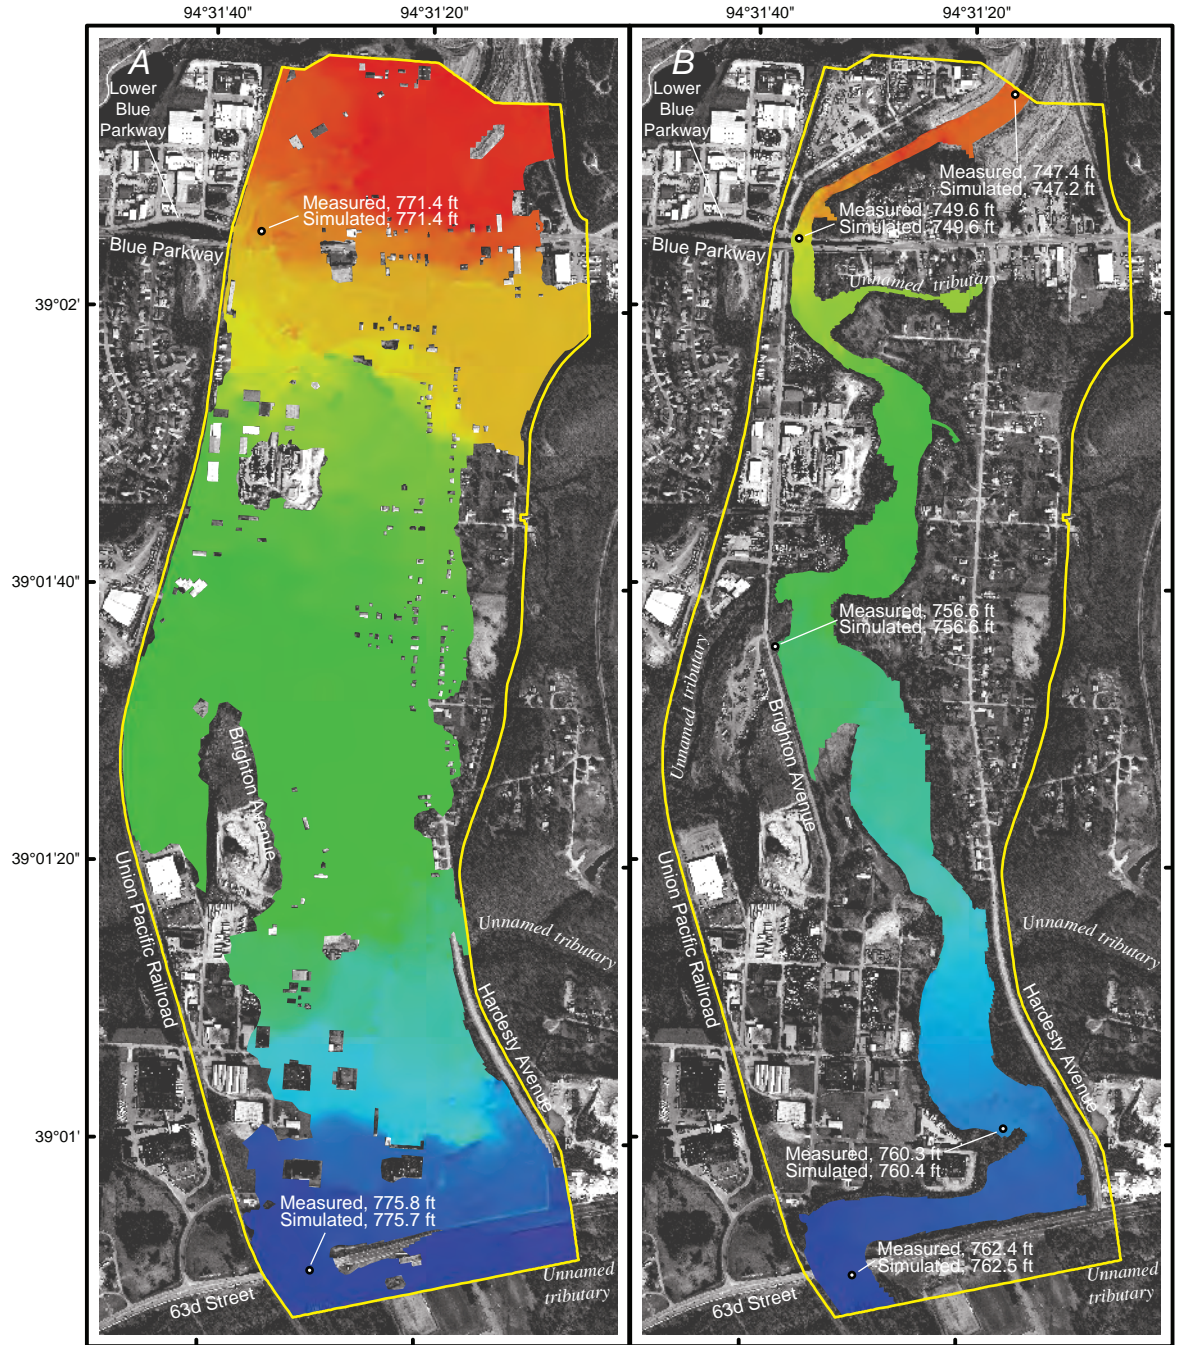 94°31'40"
94°31'20"
94°31'40"
94°31'20"
A
Lower
Blue
Parkway
Measured, 771.4 ft
Simulated, 771.4 ft
Blue Parkway
39°02'
39°01'40"
Brighton Avenue
39°01'20"
Union Pacific Railroad
Unnamed tributary
Hardesty Avenue
39°01'
Measured, 775.8 ft
Simulated, 775.7 ft
63d Street
Unnamed
tributary
B
Lower
Blue
Parkway
Measured, 747.4 ft
Simulated, 747.2 ft
Measured, 749.6 ft
Simulated, 749.6 ft
Blue Parkway
Unnamed tributary
Measured, 756.6 ft
Simulated, 756.6 ft
Unnamed tributary
Brighton Avenue
Union Pacific Railroad
Unnamed tributary
Hardesty Avenue
Measured, 760.3 ft
Simulated, 760.4 ft
Measured, 762.4 ft
Simulated, 762.5 ft
63d Street
Unnamed
tributary